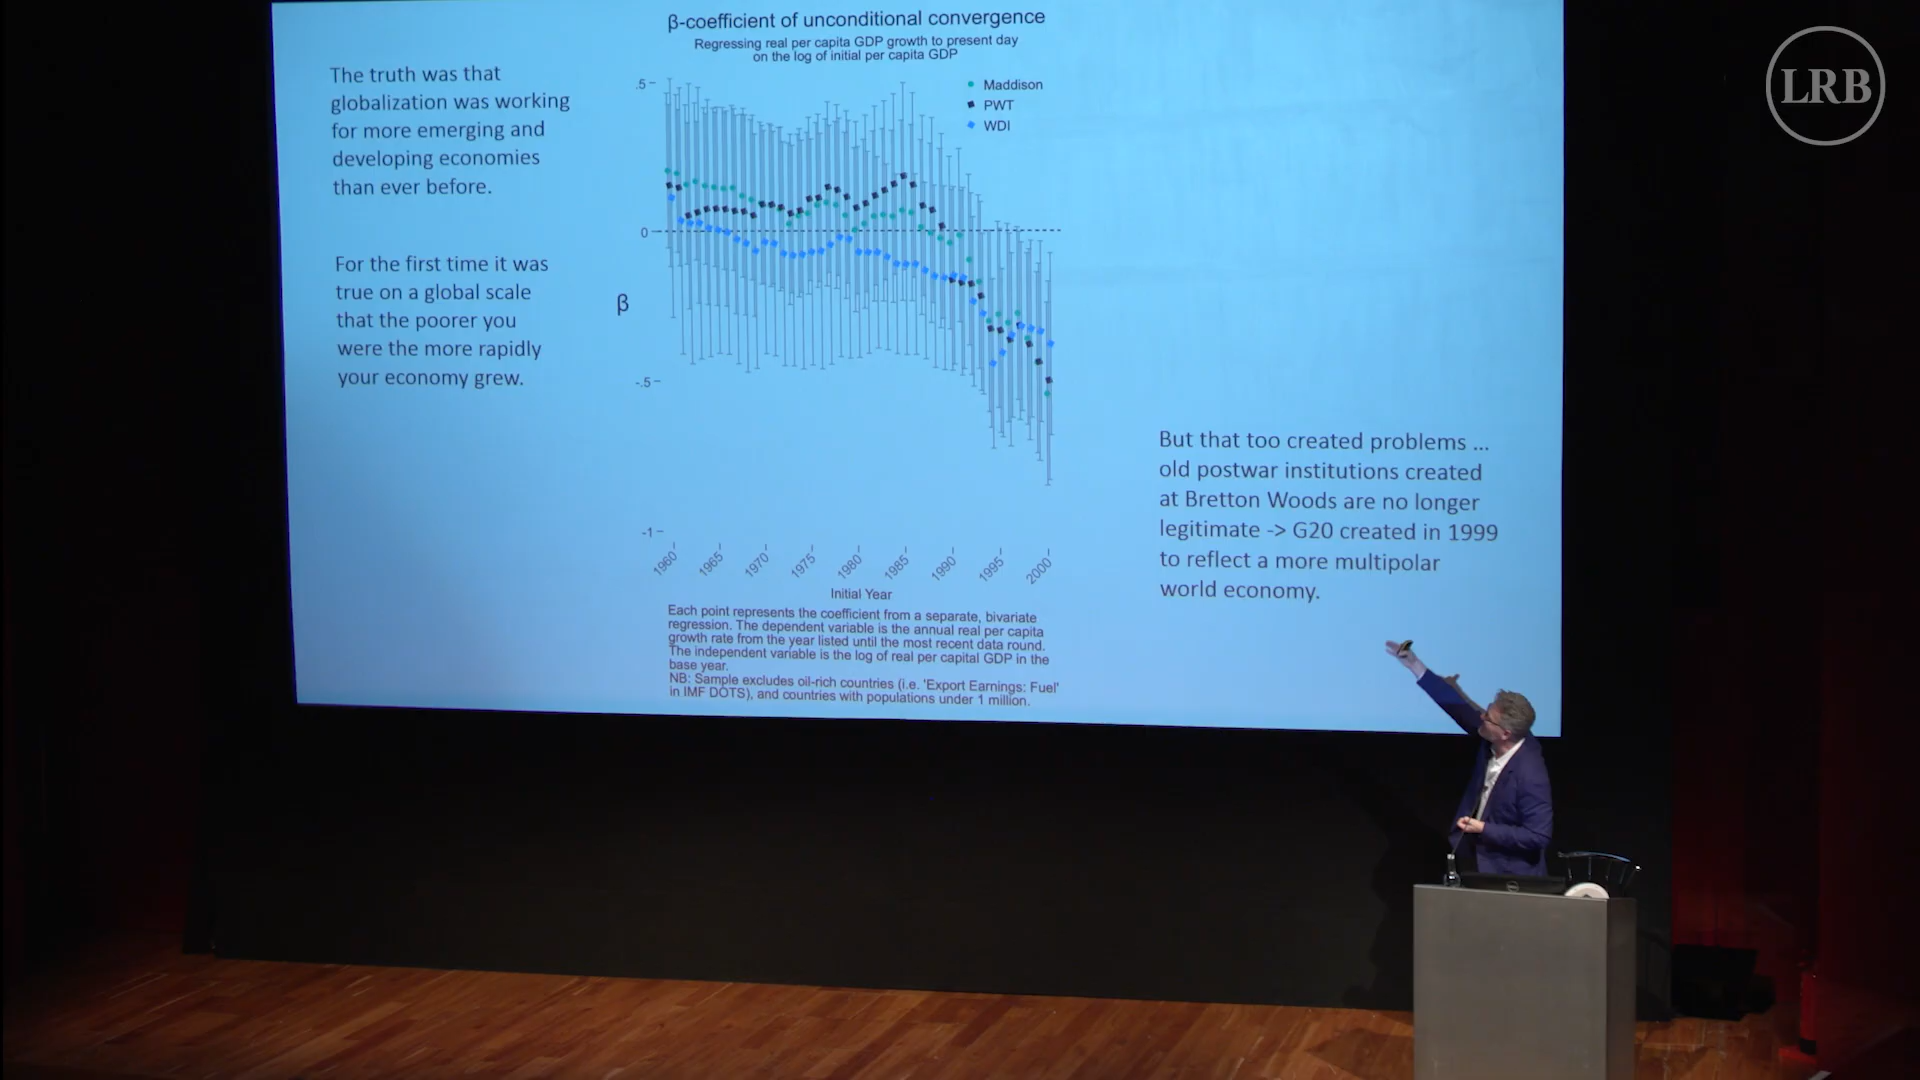 LRB
β-coefficient of unconditional convergence
Regressing real per capita GDP growth to present day
on the log of initial per capita GDP
The truth was that
globalization was working
for more emerging and
developing economies
than ever before.
For the first time it was
true on a global scale
that the poorer you
were the more rapidly
your economy grew.
Maddison
PWT
WDI
.5
0
-.5
-1
β
1960
1965
1970
1975
1980
1985
1990
1995
2000
Initial Year
Each point represents the coefficient from a separate, bivariate
regression. The dependent variable is the annual real per capita
growth rate from the year listed until the most recent data round.
The independent variable is the log of real per capital GDP in the
base year.
NB: Sample excludes oil-rich countries (i.e. 'Export Earnings: Fuel'
in IMF DOTS), and countries with populations under 1 million.
But that too created problems ...
old postwar institutions created
at Bretton Woods are no longer
legitimate -> G20 created in 1999
to reflect a more multipolar
world economy.